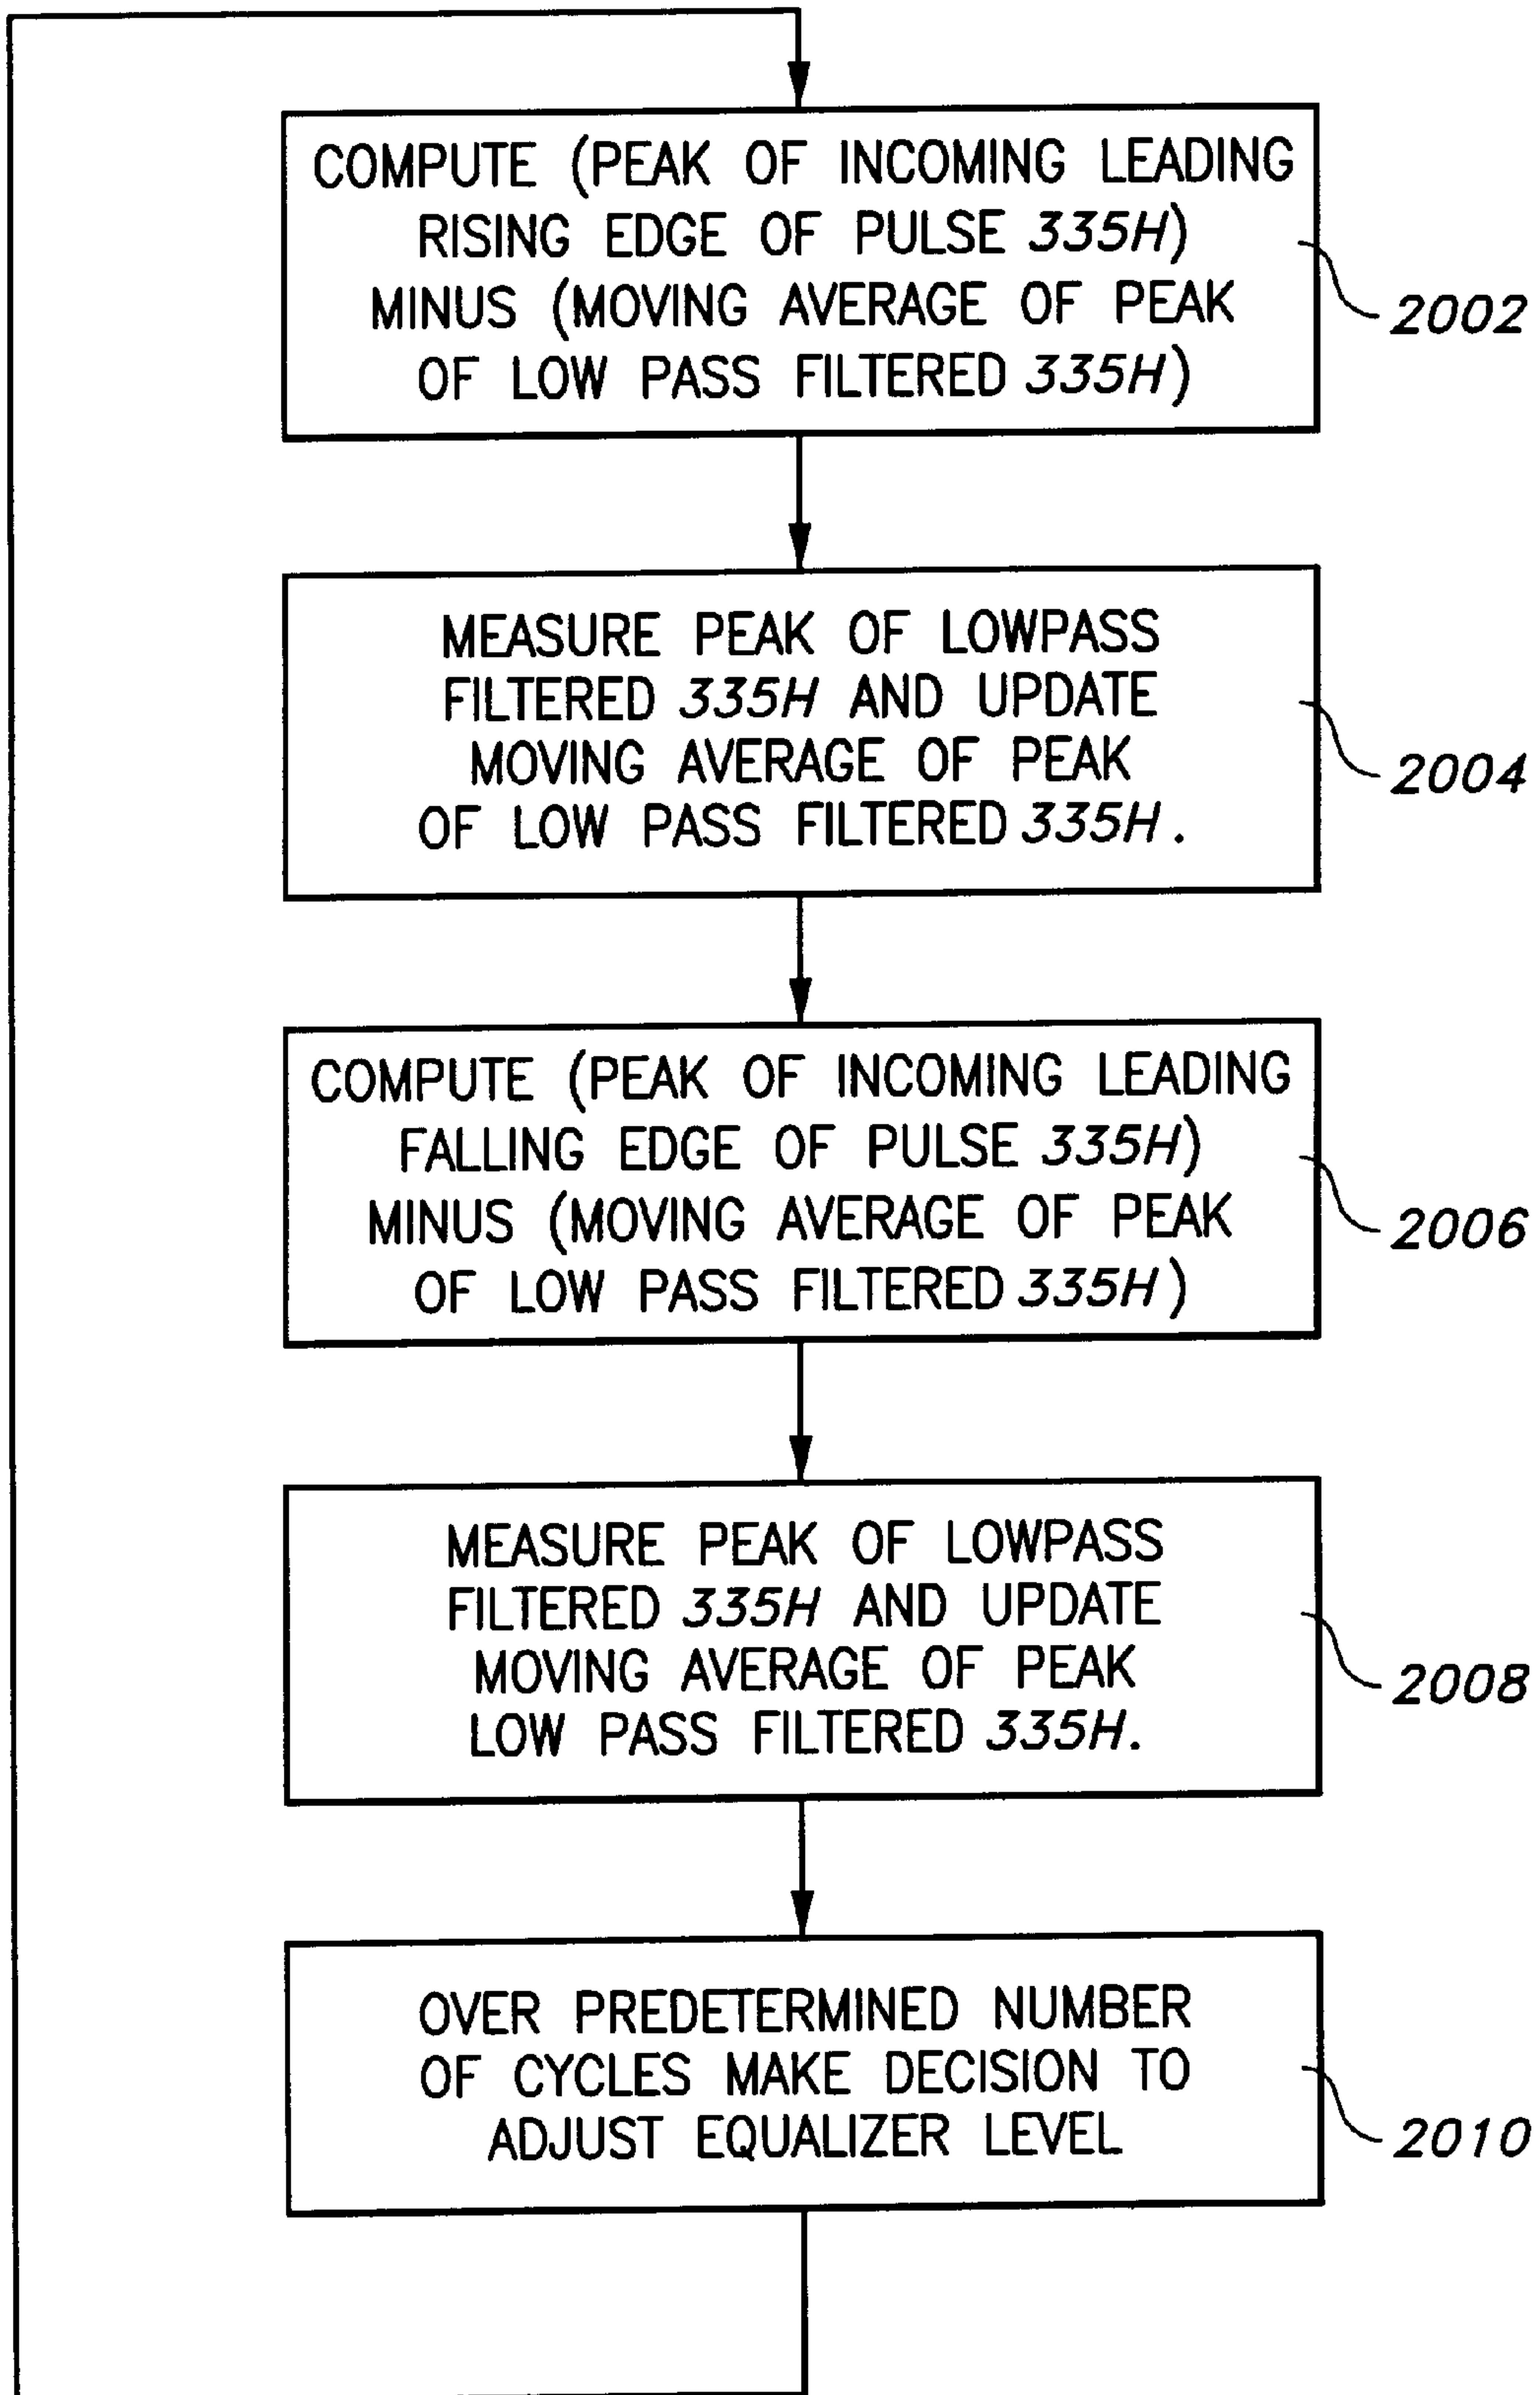 COMPUTE (PEAK OF INCOMING LEADING
RISING EDGE OF PULSE 335H)
MINUS (MOVING AVERAGE OF PEAK
OF LOW PASS FILTERED 335H)
2002
MEASURE PEAK OF LOWPASS
FILTERED 335H AND UPDATE
MOVING AVERAGE OF PEAK
OF LOW PASS FILTERED 335H.
2004
COMPUTE (PEAK OF INCOMING LEADING
FALLING EDGE OF PULSE 335H)
MINUS (MOVING AVERAGE OF PEAK
OF LOW PASS FILTERED 335H)
2006
MEASURE PEAK OF LOWPASS
FILTERED 335H AND UPDATE
MOVING AVERAGE OF PEAK
LOW PASS FILTERED 335H.
2008
OVER PREDETERMINED NUMBER
OF CYCLES MAKE DECISION TO
ADJUST EQUALIZER LEVEL
2010